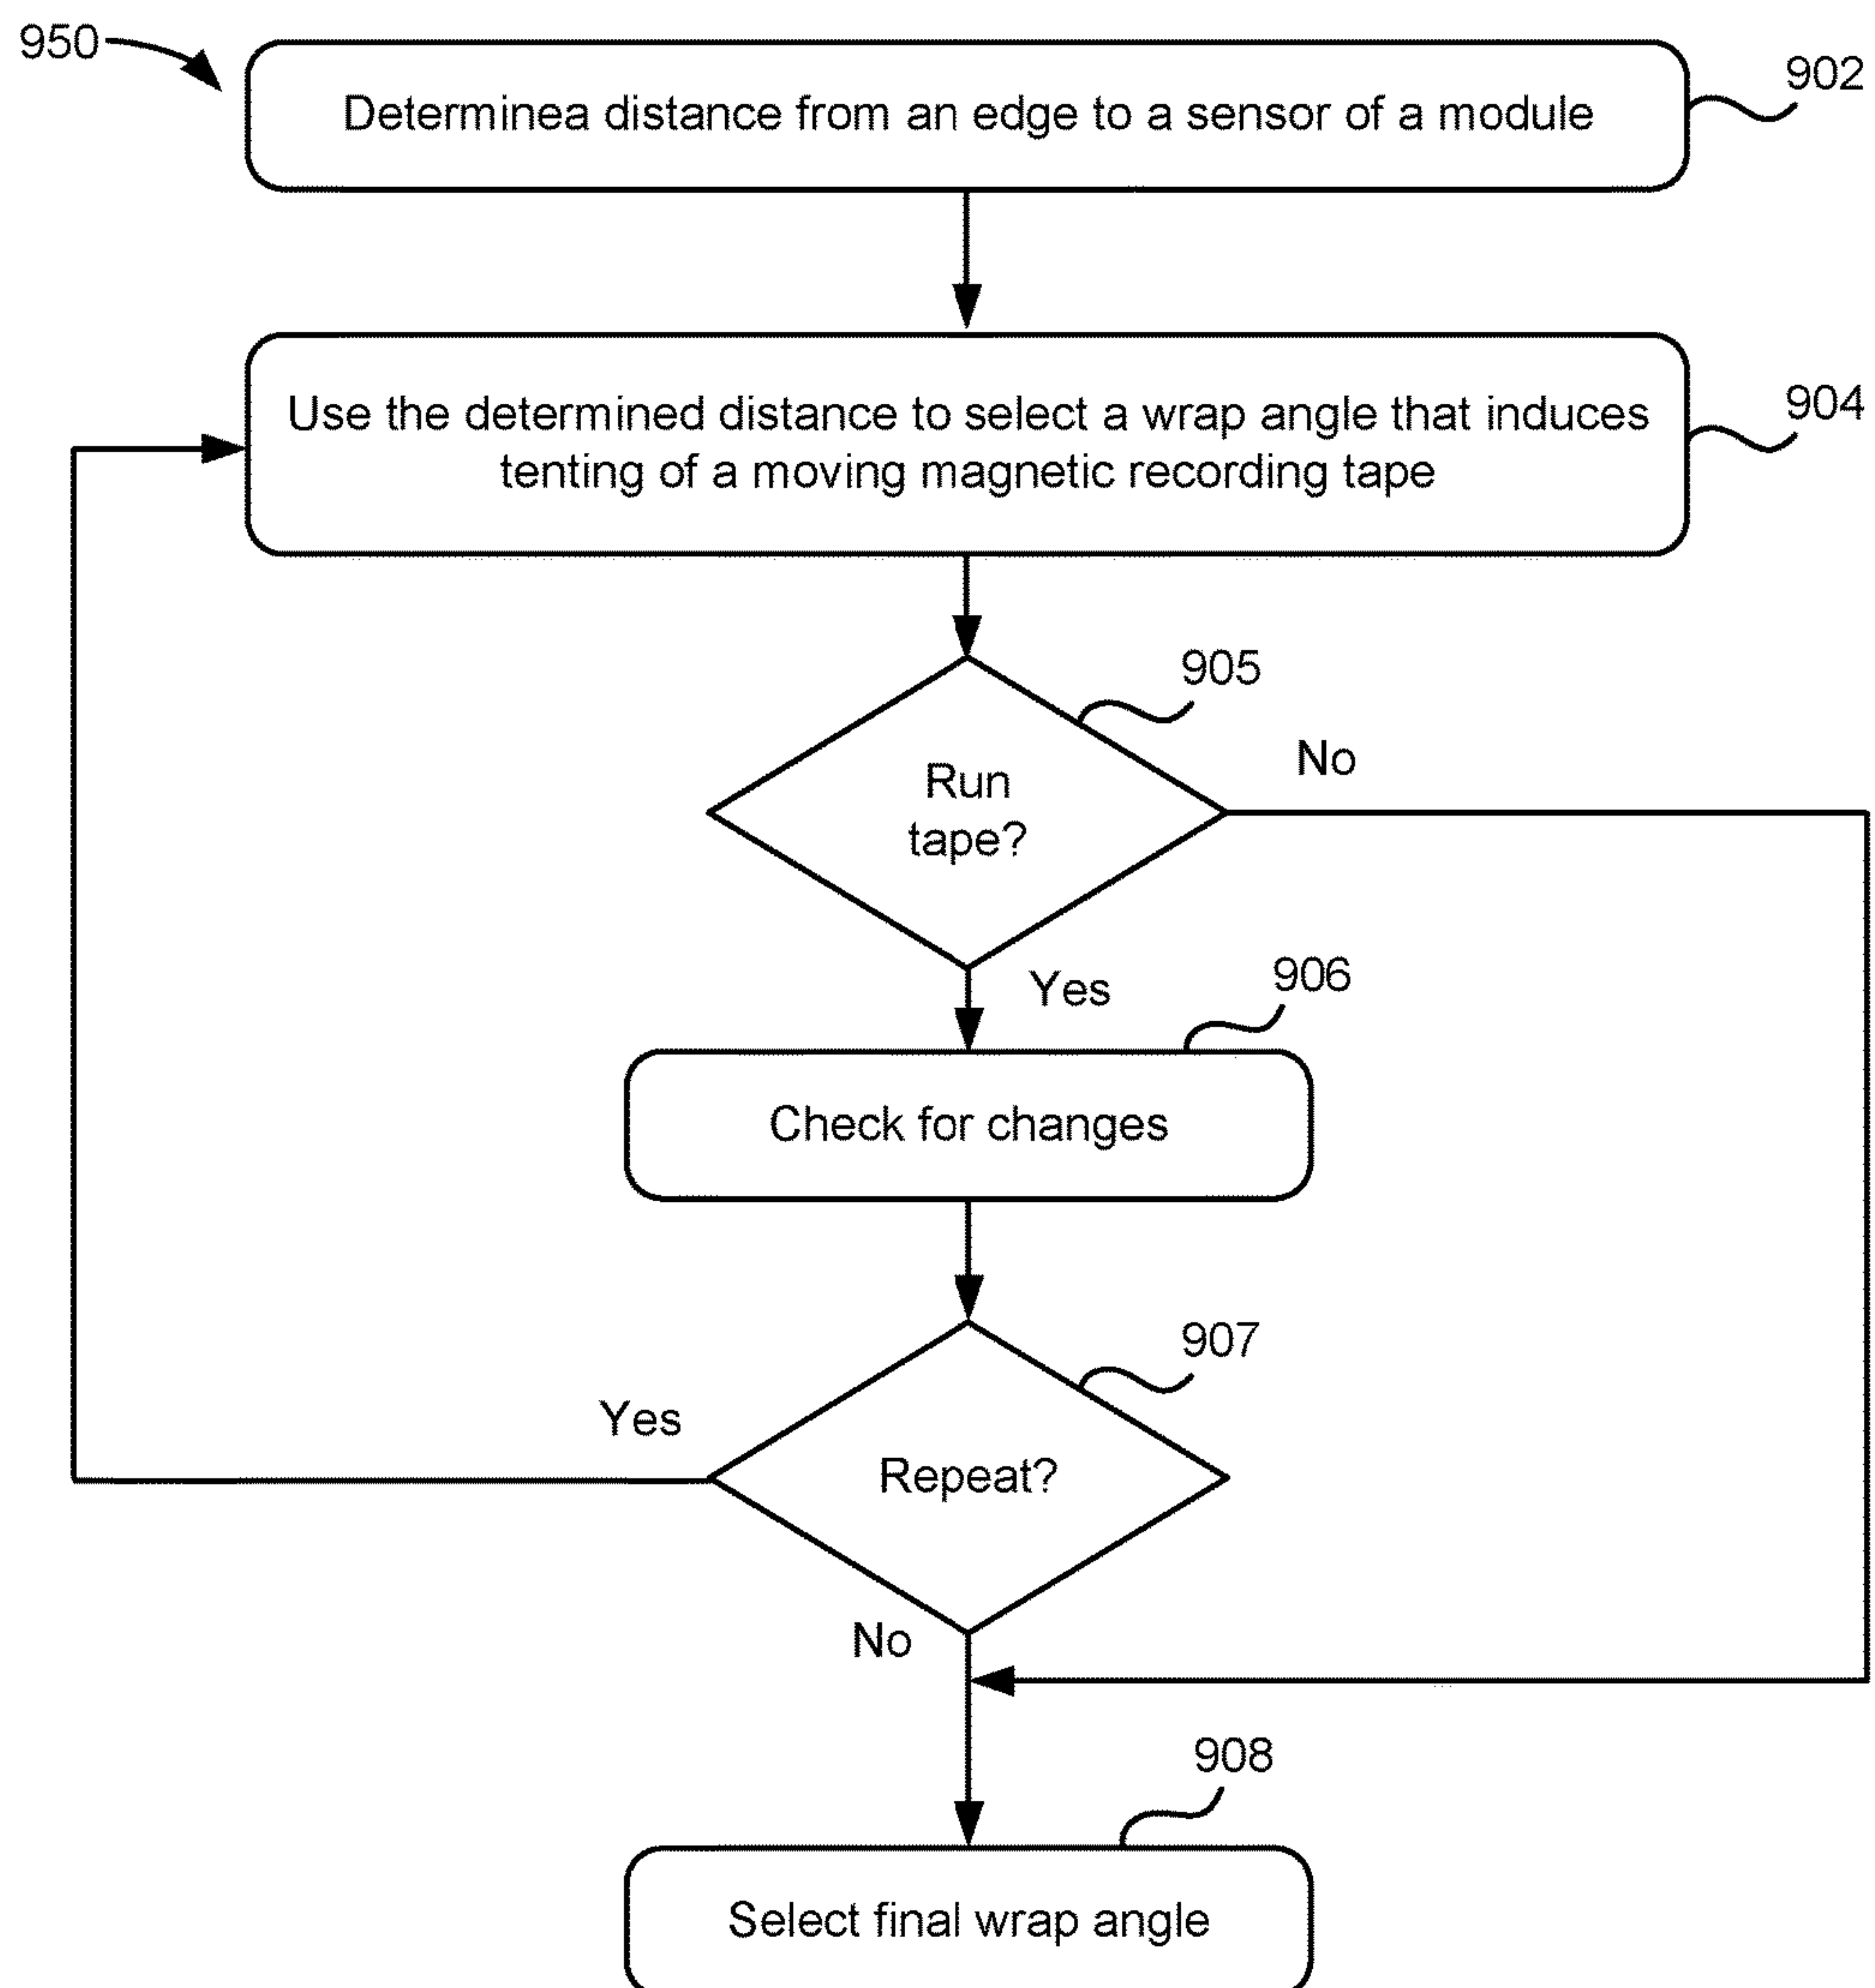 950
Determinea distance from an edge to a sensor of a module
902
Use the determined distance to select a wrap angle that induces
tenting of a moving magnetic recording tape
904
905
Run
tape?
No
Yes
906
Check for changes
907
Yes
Repeat?
No
908
Select final wrap angle